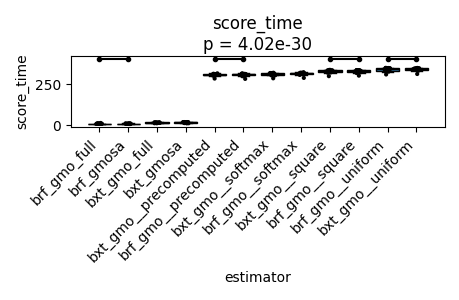 score_time
p = 4.02e-30
score_time
250
0
brf_gmo_full
brf_gmosa
bxt_gmo_full
bxt_gmosa
bxt_gmo__precomputed
brf_gmo__precomputed
bxt_gmo__softmax
brf_gmo__softmax
bxt_gmo__square
brf_gmo__square
brf_gmo__uniform
bxt_gmo__uniform
estimator